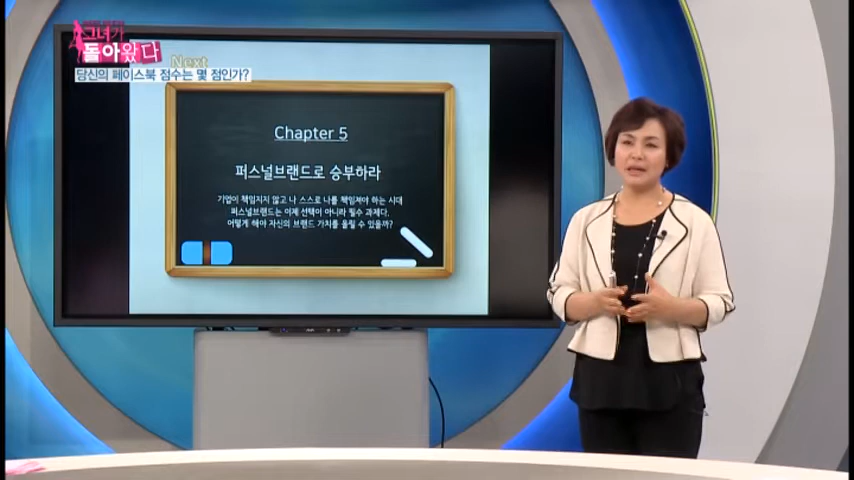 그녀가
돌아왔다
Next
당신의 페이스북 점수는 몇 점인가?
Chapter 5
퍼스널브랜드로 승부하라
기업이 책임지지 않고 나 스스로 나를 책임져야 하는 시대
퍼스널브랜드는 이제 선택이 아니라 필수 과제다.
어떻게 해야 자신의 브랜드 가치를 올릴 수 있을까?